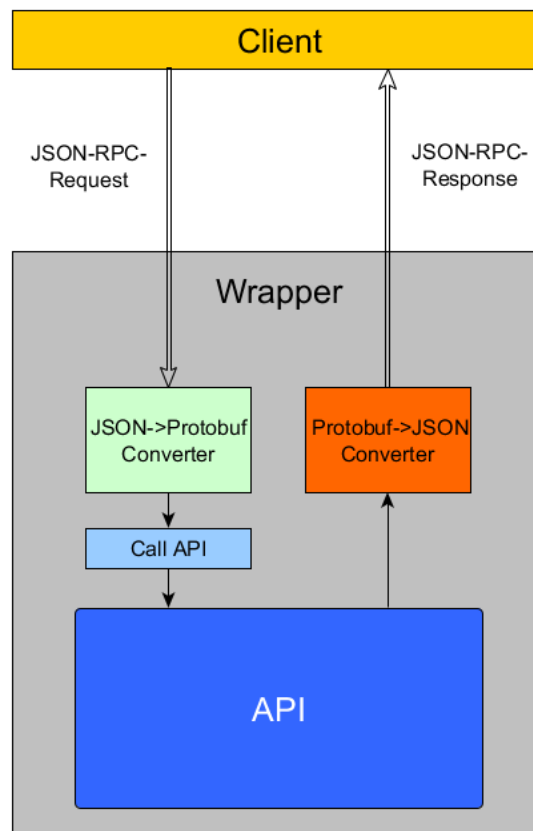 Client
JSON-RPC-
Request
JSON-RPC-
Response
Wrapper
JSON->Protobuf
Converter
Protobuf->JSON
Converter
Call API
API